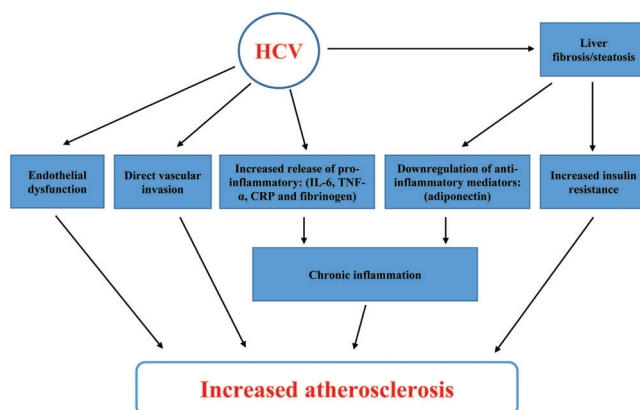 HCV
Liver
fibrosis/steatosis
Endothelial
dysfunction
Direct vascular
invasion
Increased release of pro-
inflammatory: (IL-6, TNF-
α, CRP and fibrinogen)
Downregulation of anti-
inflammatory mediators:
(adiponectin)
Increased insulin
resistance
Chronic inflammation
Increased atherosclerosis